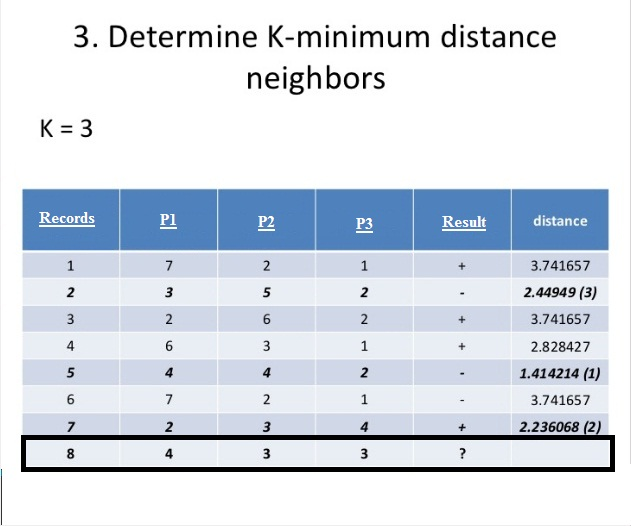 3. Determine K-minimum distance
neighbors
K = 3
Records P1 P2 P3 Result distance
1 7 2 1 + 3.741657
2 3 5 2 - 2.44949 (3)
3 2 6 2 + 3.741657
4 6 3 1 + 2.828427
5 4 4 2 - 1.414214 (1)
6 7 2 1 - 3.741657
7 2 3 4 + 2.236068 (2)
8 4 3 3 ?